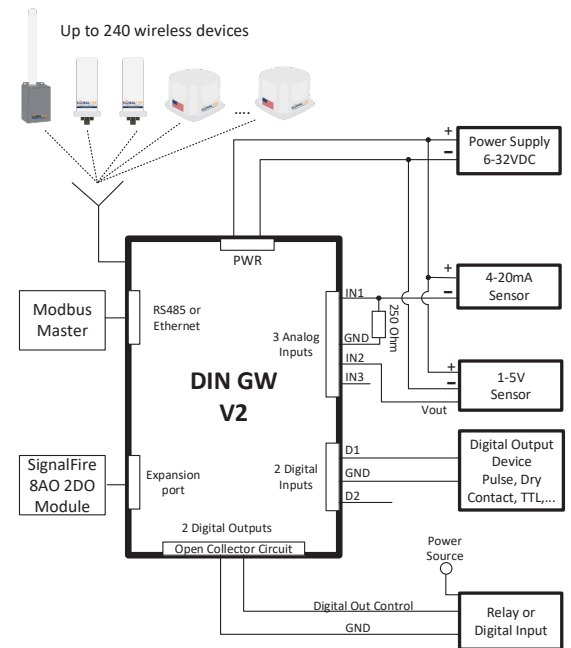 Up to 240 wireless devices
SIGNAL
SIGNAL
....
+
−
Power Supply
6-32VDC
PWR
+
−
4-20mA
Sensor
IN1
250 Ohm
GND
IN2
IN3
3 Analog
Inputs
RS485 or
Ethernet
Modbus
Master
DIN GW
V2
+
−
1-5V
Sensor
Vout
D1
GND
D2
2 Digital
Inputs
Digital Output
Device
Pulse, Dry
Contact, TTL,...
SignalFire
8AO 2DO
Module
Expansion
port
2 Digital Outputs
Open Collector Circuit
Power
Source
Digital Out Control
GND
Relay or
Digital Input